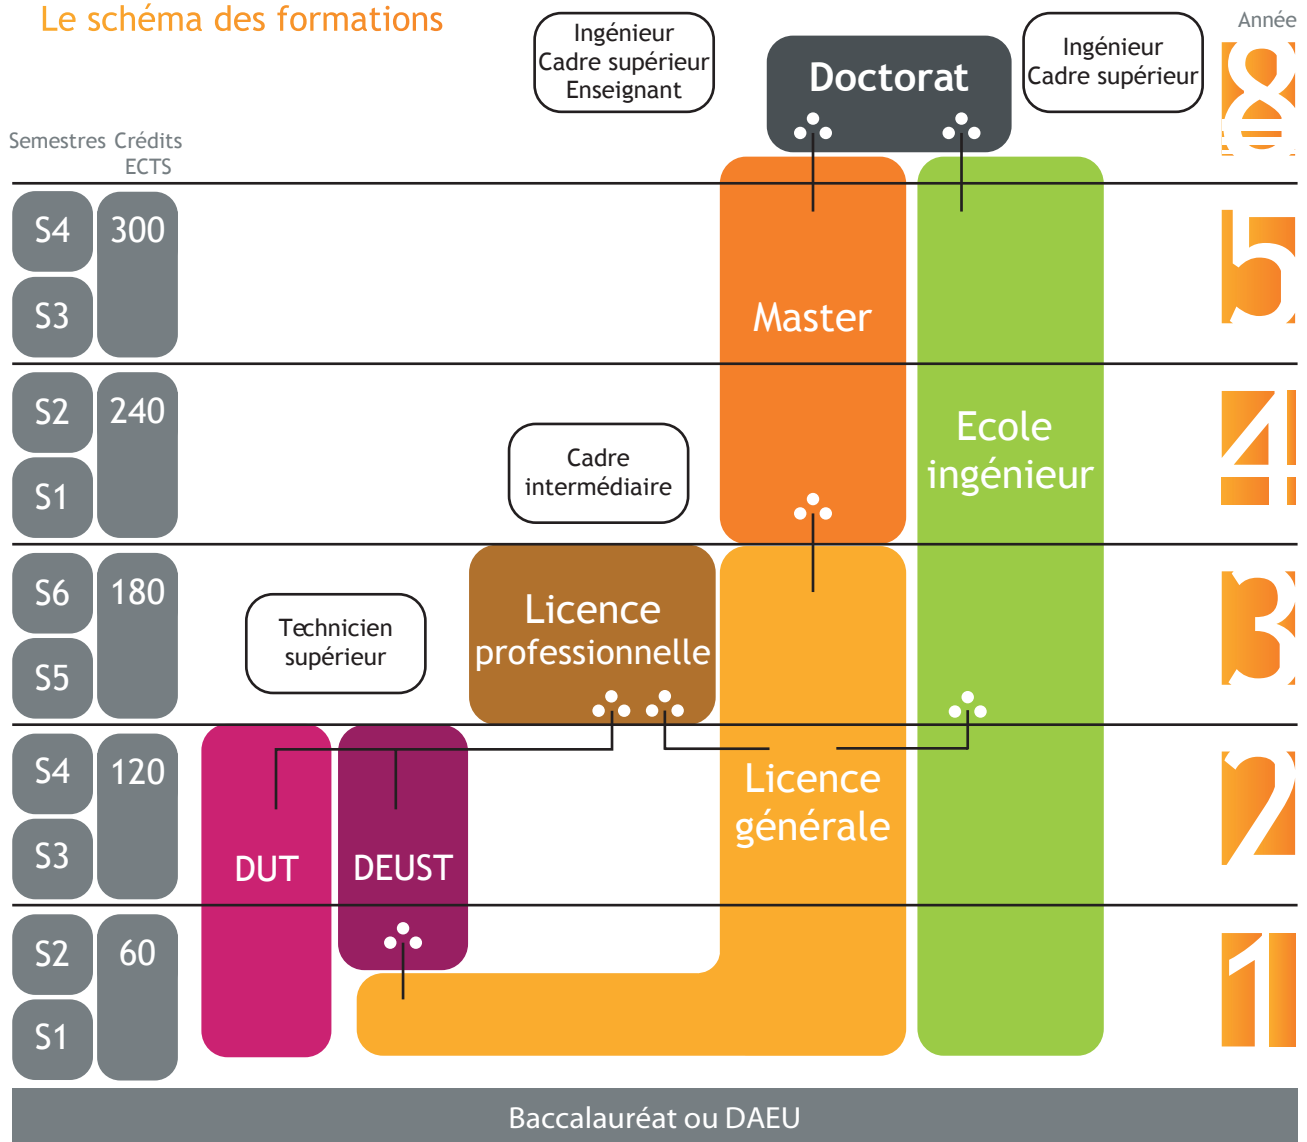 Le schéma des formations
Ingénieur
Cadre supérieur
Enseignant
Doctorat
Ingénieur
Cadre supérieur
Année
8
Semestres Crédits
ECTS
S4 300
S3
Master
5
S2 240
S1
Cadre
intermédiaire
Ecole
ingénieur
4
S6 180
S5
Technicien
supérieur
Licence
professionnelle
3
S4 120
S3
DUT
DEUST
Licence
générale
2
S2 60
S1
1
Baccalauréat ou DAEU